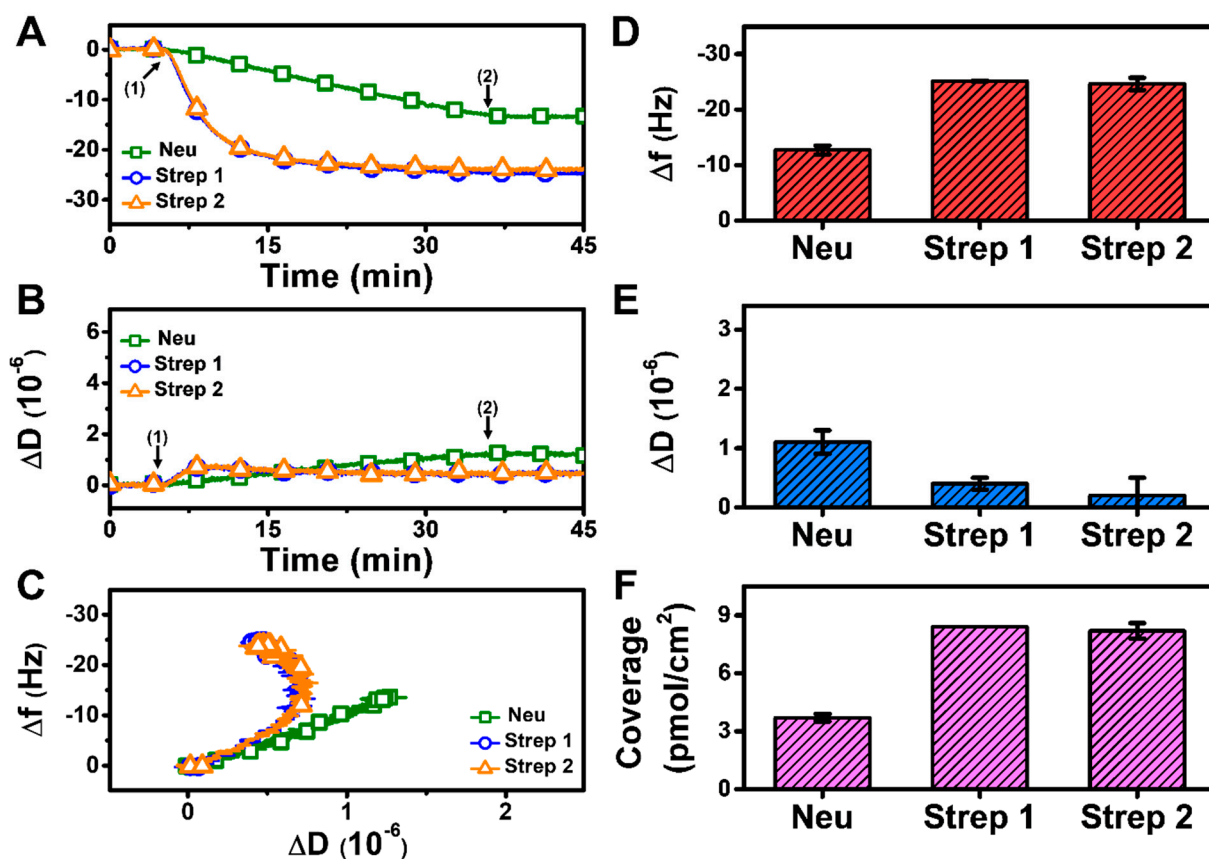 A
0
-10
-20
-30
(1)
(2)
Neu
Strep 1
Strep 2
0
15
30
45
Time (min)
B
ΔD (10⁻⁶)
6
4
2
0
Neu
Strep 1
Strep 2
(1)
(2)
0
15
30
45
Time (min)
C
Δf (Hz)
-30
-20
-10
0
Neu
Strep 1
Strep 2
0
1
2
ΔD (10⁻⁶)
D
Δf (Hz)
-30
-20
-10
0
Neu Strep 1 Strep 2
E
ΔD (10⁻⁶)
3
2
1
0
Neu Strep 1 Strep 2
F
Coverage
(pmol/cm²)
9
6
3
0
Neu Strep 1 Strep 2